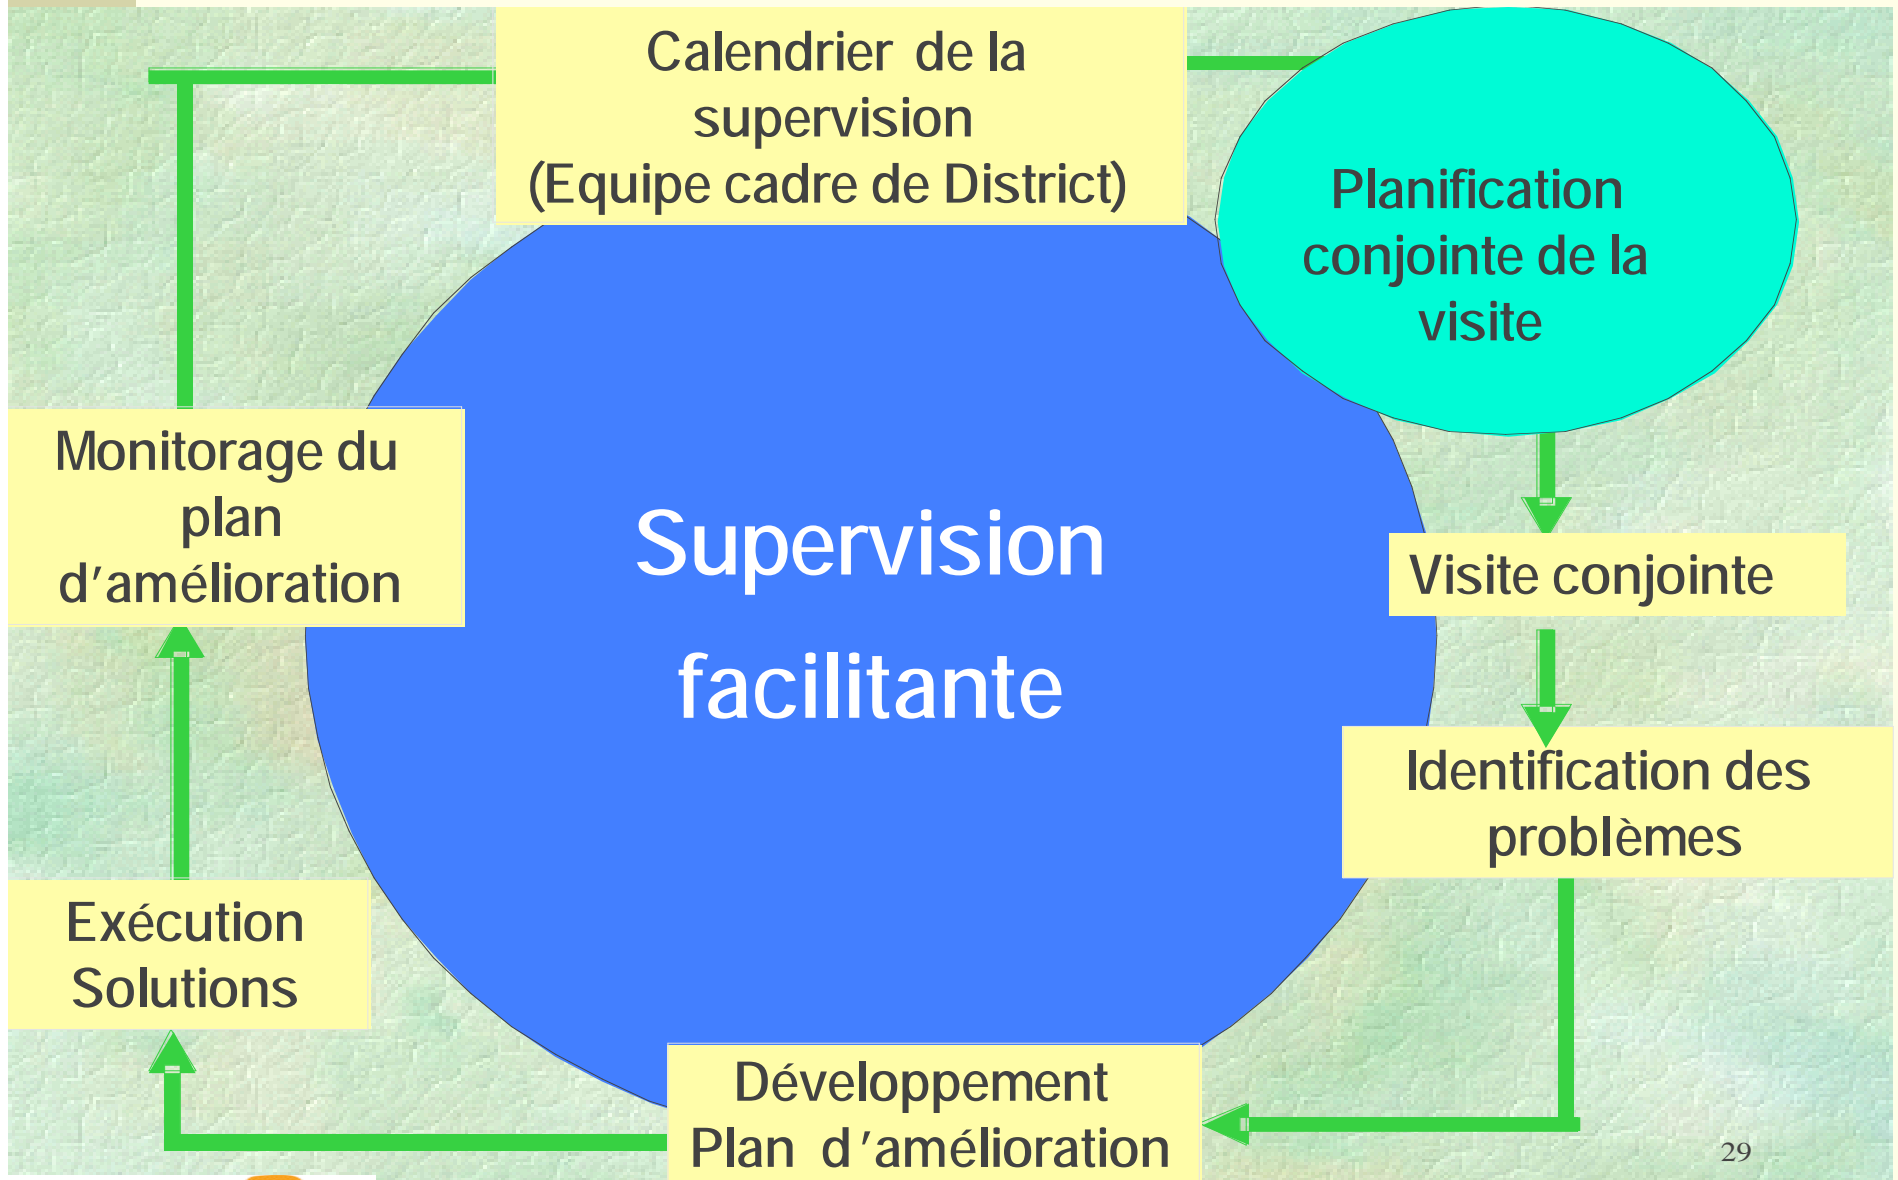 Calendrier de la
supervision
(Equipe cadre de District)
Planification
conjointe de la
visite
Visite conjointe
Identification des
problèmes
Développement
Plan d'amélioration
Exécution
Solutions
Monitorage du
plan
d'amélioration
Supervision
facilitante
29